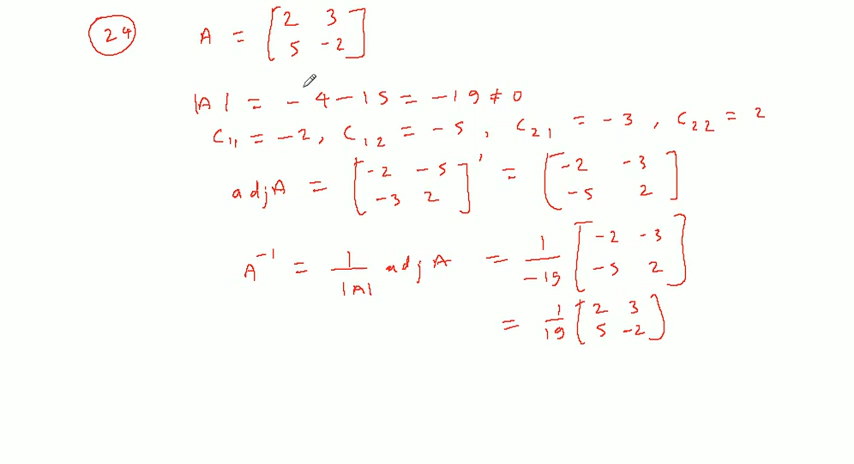 24 A = [2 3
5 -2]
|A| = -4-15 = -19 ≠ 0
C₁₁ = -2, C₁₂ = -5, C₂₁ = -3, C₂₂ = 2
adjA = [-2 -5
-3 2]' = [-2 -3
-5 2]
A⁻¹ = 1/|A| adj A = 1/-19 [-2 -3
-5 2]
= 1/19 [2 3
5 -2]